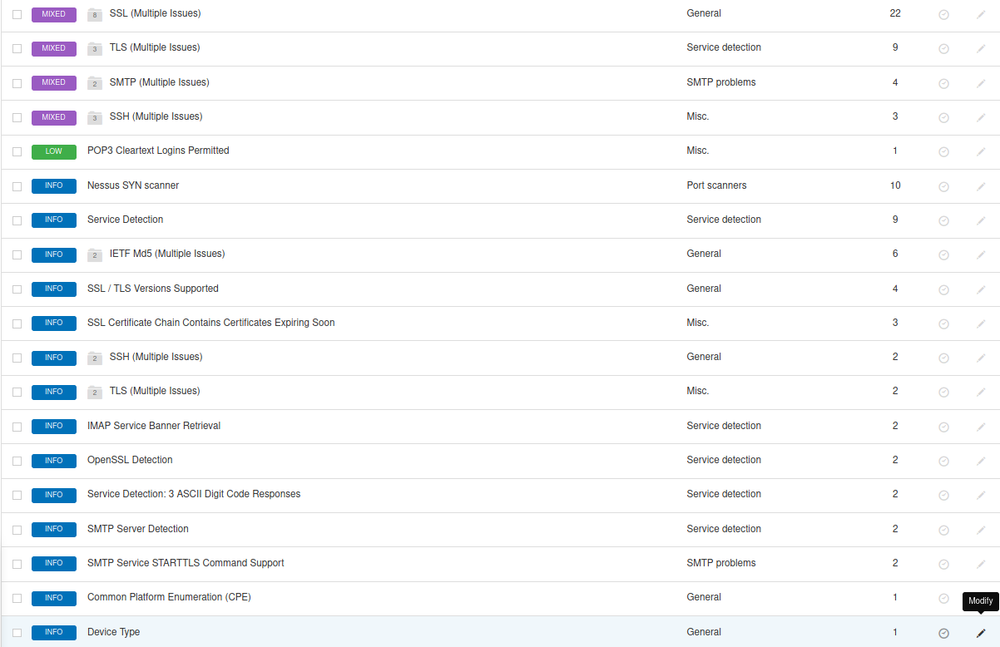 MIXED 8 SSL (Multiple Issues) General 22
MIXED 3 TLS (Multiple Issues) Service detection 9
MIXED 2 SMTP (Multiple Issues) SMTP problems 4
MIXED 3 SSH (Multiple Issues) Misc. 3
LOW POP3 Cleartext Logins Permitted Misc. 1
INFO Nessus SYN scanner Port scanners 10
INFO Service Detection Service detection 9
INFO 2 IETF Md5 (Multiple Issues) General 6
INFO SSL / TLS Versions Supported General 4
INFO SSL Certificate Chain Contains Certificates Expiring Soon Misc. 3
INFO 2 SSH (Multiple Issues) General 2
INFO 2 TLS (Multiple Issues) Misc. 2
INFO IMAP Service Banner Retrieval Service detection 2
INFO OpenSSL Detection Service detection 2
INFO Service Detection: 3 ASCII Digit Code Responses Service detection 2
INFO SMTP Server Detection Service detection 2
INFO SMTP Service STARTTLS Command Support SMTP problems 2
INFO Common Platform Enumeration (CPE) General 1
Modify
INFO Device Type General 1